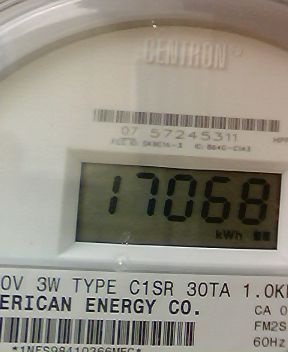 CENTRON
07 57245311
17068
kWh
0V 3W TYPE C1SR 30TA 1.0K
ERICAN ENERGY CO.
CA 0
FM2S
60Hz